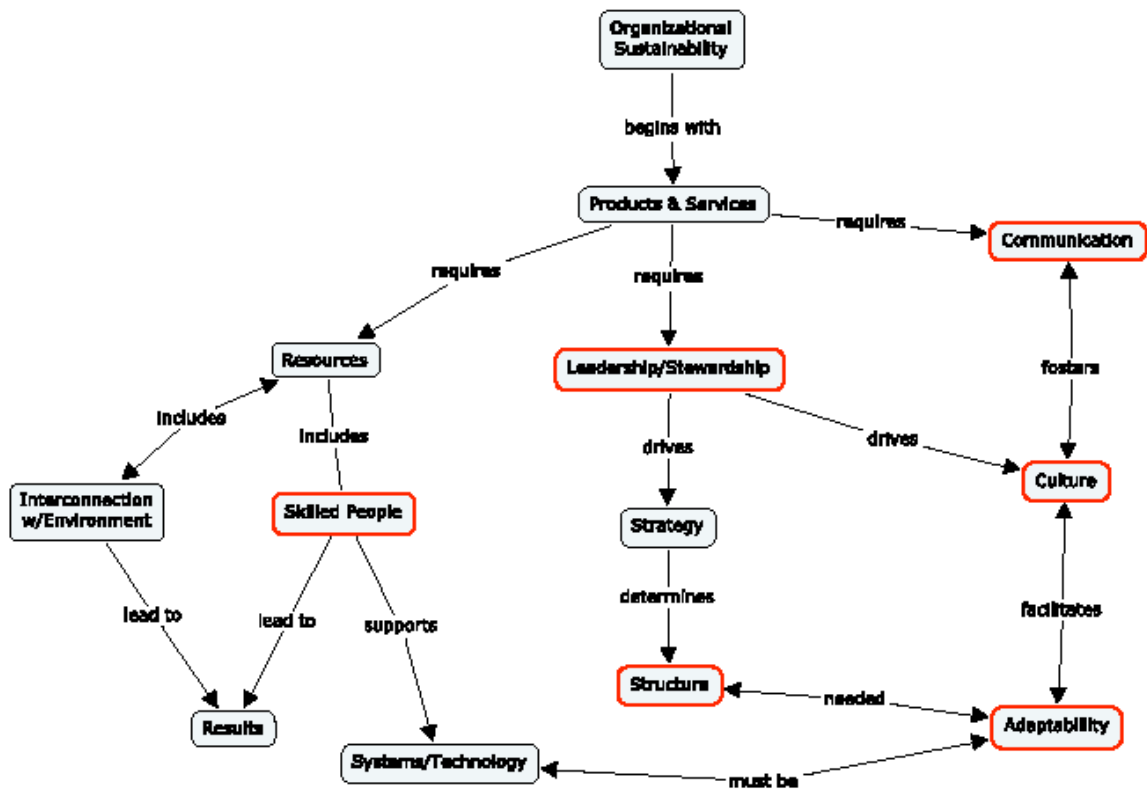 Organizational
Sustainability
begins with
Products & Services
requires
Communication
requires
requires
Resources
Leadership/Stewardship
fosters
includes
includes
drives
drives
Interconnection
w/Environment
Skilled People
Culture
Strategy
lead to
lead to
supports
determines
facilitates
Structure
needed
Results
Adaptability
Systems/Technology
must be